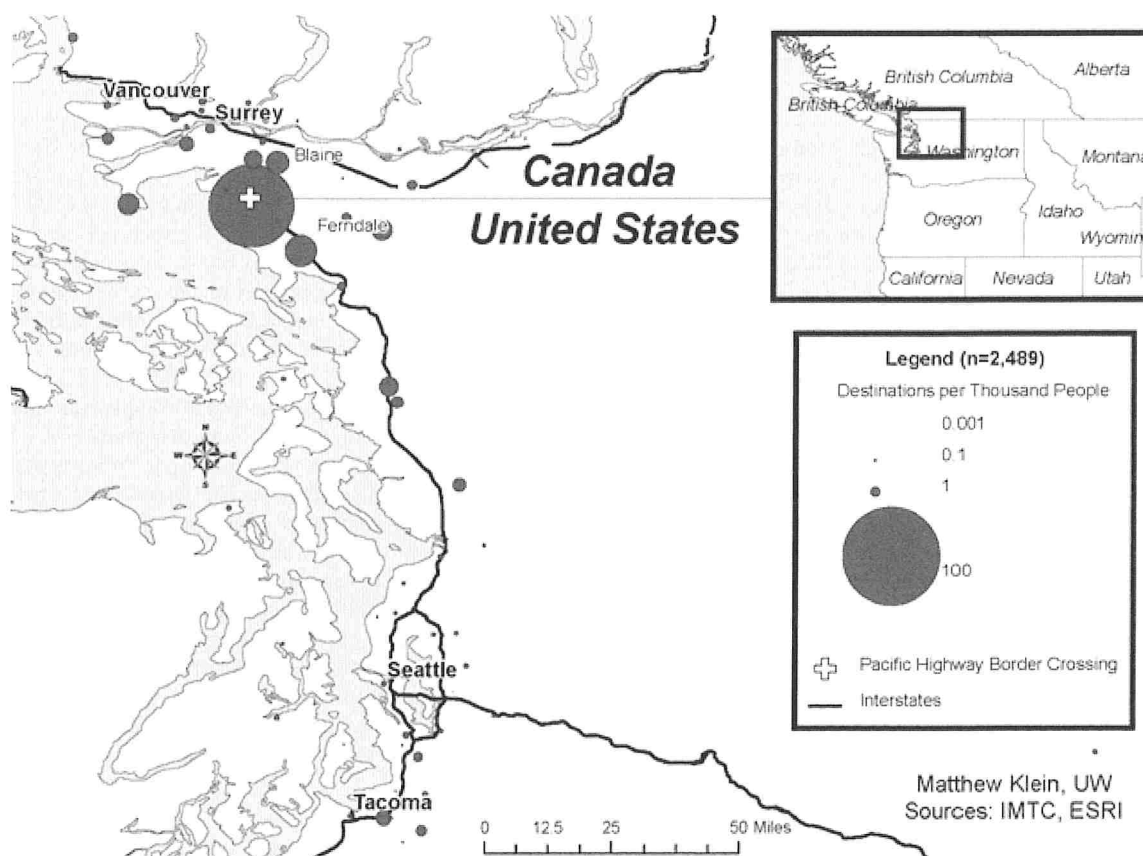 Vancouver
Surrey
Blaine
Canada
United States
Ferndale
N
W E
S
Seattle
Tacoma
0 12.5 25 50 Miles
British Columbia
Alberta
British Columbia
Washington
Montana
Oregon
Idaho
Wyomin
California
Nevada
Utah
Legend (n=2,489)
Destinations per Thousand People
0.001
0.1
1
100
Pacific Highway Border Crossing
Interstates
Matthew Klein, UW
Sources: IMTC, ESRI